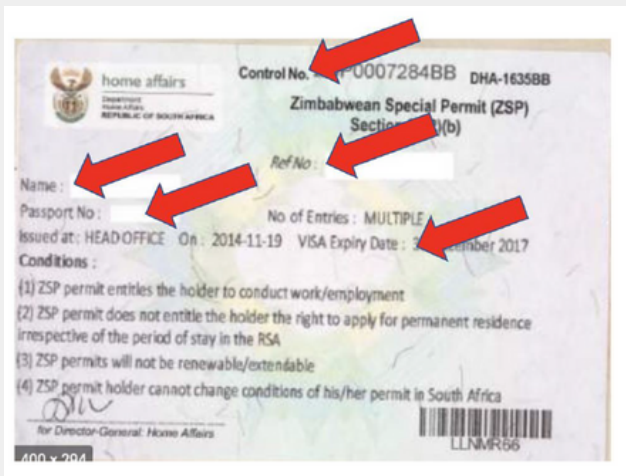 home affairs
Department:
Home Affairs
REPUBLIC OF SOUTH AFRICA
Control No. 0007284BB DHA-1635BB
Zimbabwean Special Permit (ZSP)
Section (b)
Ref No :
Name :
Passport No :
No of Entries : MULTIPLE
Issued at : HEAD OFFICE On : 2014-11-19 VISA Expiry Date : 2017
Conditions :
(1) ZSP permit entitles the holder to conduct work/employment
(2) ZSP permit does not entitle the holder the right to apply for permanent residence
irrespective of the period of stay in the RSA
(3) ZSP permits will not be renewable/extendable
(4) ZSP permit holder cannot change conditions of his/her permit in South Africa
for Director-General: Home Affairs
LLNMR66
400 x 294